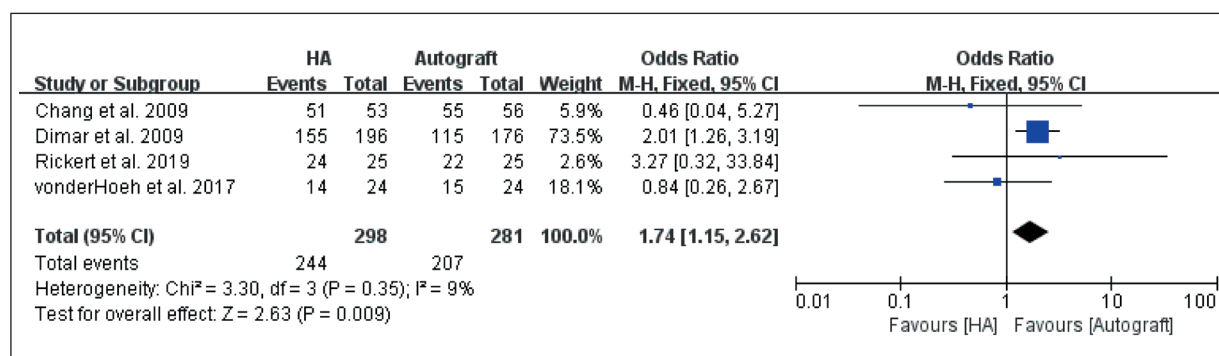 HA Autograft Odds Ratio Odds Ratio
Study or Subgroup Events Total Events Total Weight M-H, Fixed, 95% CI M-H, Fixed, 95% CI
Chang et al. 2009 51 53 55 56 5.9% 0.46 [0.04, 5.27]
Dimar et al. 2009 155 196 115 176 73.5% 2.01 [1.26, 3.19]
Rickert et al. 2019 24 25 22 25 2.6% 3.27 [0.32, 33.84]
vonderHoeh et al. 2017 14 24 15 24 18.1% 0.84 [0.26, 2.67]
Total (95% CI) 298 281 100.0% 1.74 [1.15, 2.62]
Total events 244 207
Heterogeneity: Chi² = 3.30, df = 3 (P = 0.35); I² = 9%
Test for overall effect: Z = 2.63 (P = 0.009)
0.01 0.1 1 10 100
Favours [HA] Favours [Autograft]